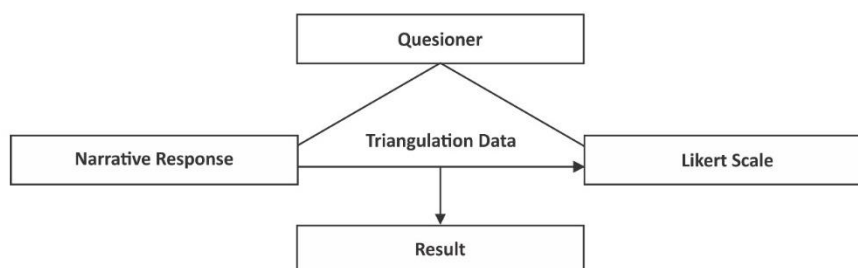 Quesioner
Triangulation Data
Narrative Response
Likert Scale
Result